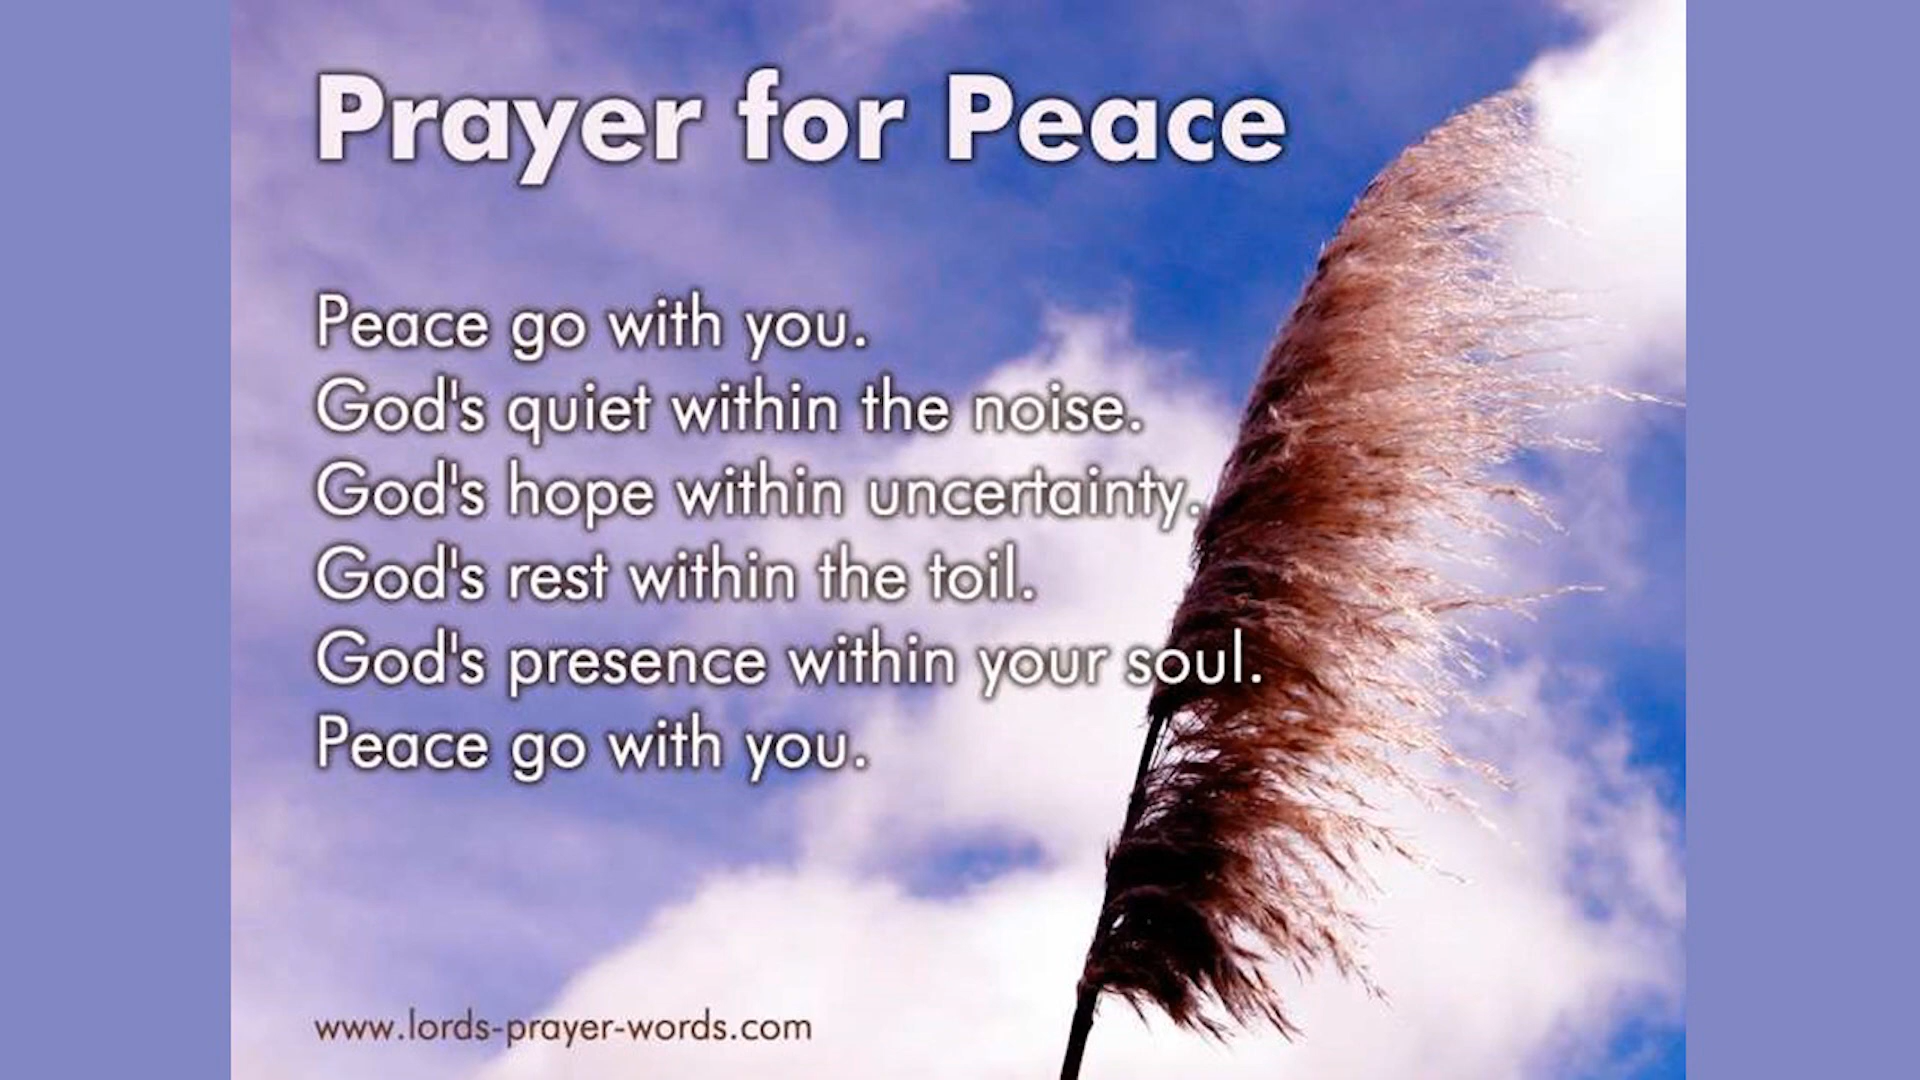 Prayer for Peace
Peace go with you.
God's quiet within the noise.
God's hope within uncertainty.
God's rest within the toil.
God's presence within your soul.
Peace go with you.
www.lords-prayer-words.com